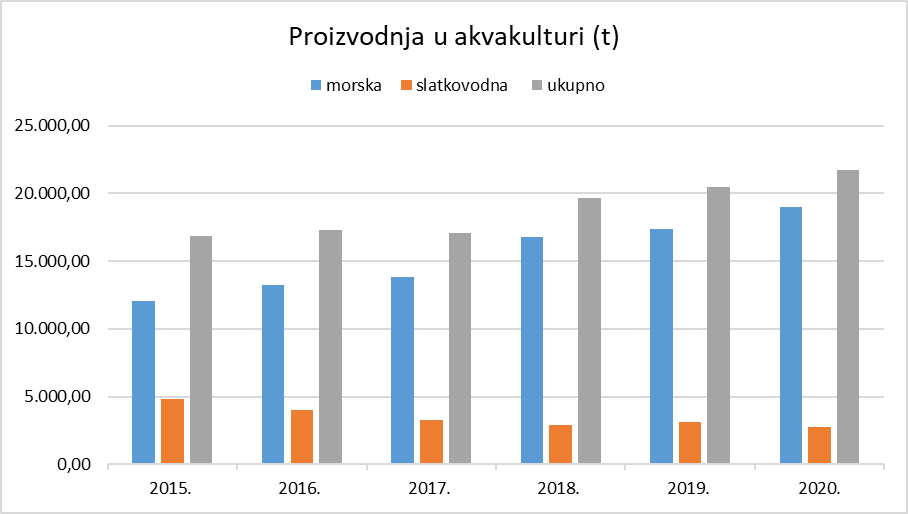 Proizvodnja u akvakulturi (t)
morska slatkovodna ukupno
25.000,00
20.000,00
15.000,00
10.000,00
5.000,00
0,00
2015. 2016. 2017. 2018. 2019. 2020.